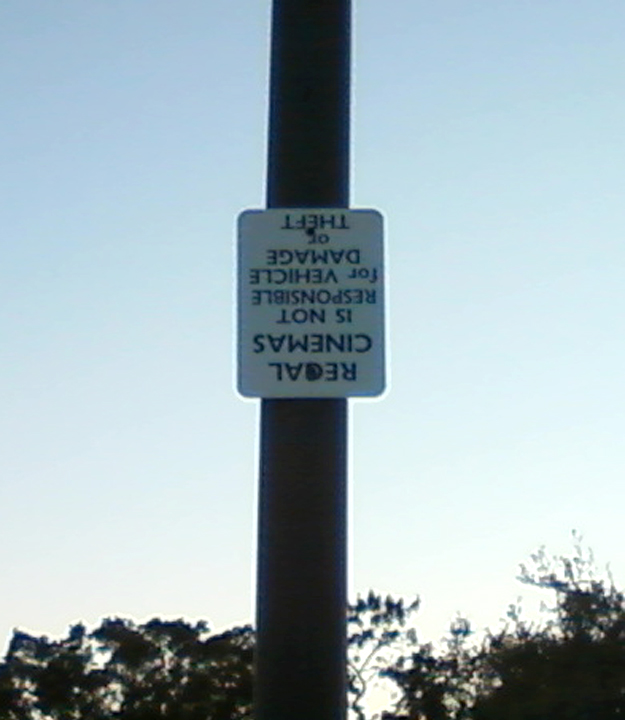 REGAL
CINEMAS
IS NOT
RESPONSIBLE
for VEHICLE
DAMAGE
or
THEFT